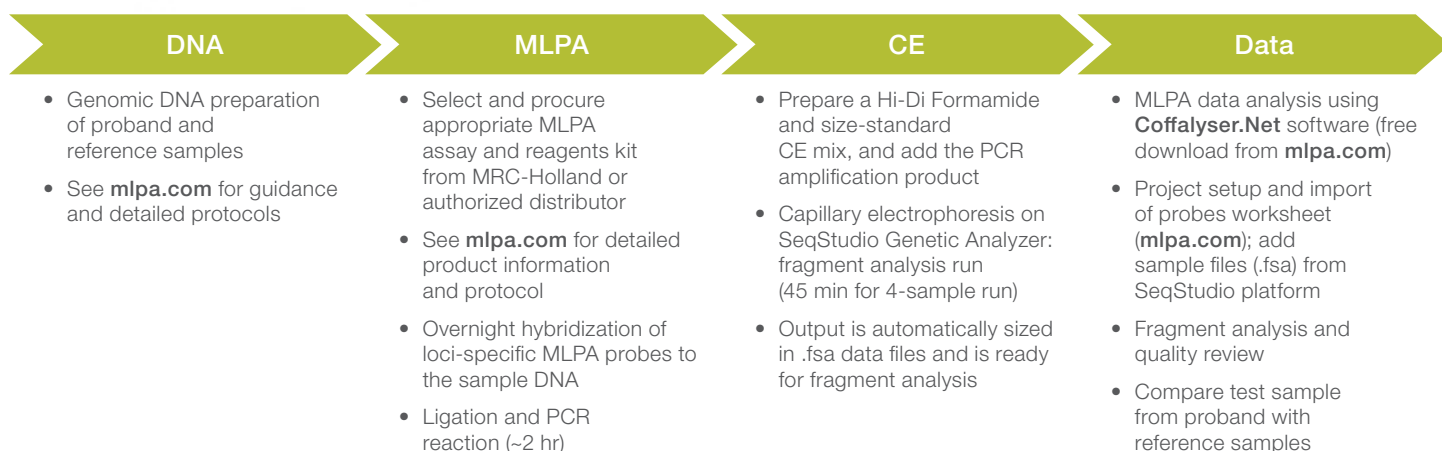 DNA
• Genomic DNA preparation
of proband and
reference samples
• See mlpa.com for guidance
and detailed protocols
MLPA
• Select and procure
appropriate MLPA
assay and reagents kit
from MRC-Holland or
authorized distributor
• See mlpa.com for detailed
product information
and protocol
• Overnight hybridization of
loci-specific MLPA probes to
the sample DNA
• Ligation and PCR
reaction (~2 hr)
CE
• Prepare a Hi-Di Formamide
and size-standard
CE mix, and add the PCR
amplification product
• Capillary electrophoresis on
SeqStudio Genetic Analyzer:
fragment analysis run
(45 min for 4-sample run)
• Output is automatically sized
in .fsa data files and is ready
for fragment analysis
Data
• MLPA data analysis using
Coffalyser.Net software (free
download from mlpa.com)
• Project setup and import
of probes worksheet
(mlpa.com); add
sample files (.fsa) from
SeqStudio platform
• Fragment analysis and
quality review
• Compare test sample
from proband with
reference samples